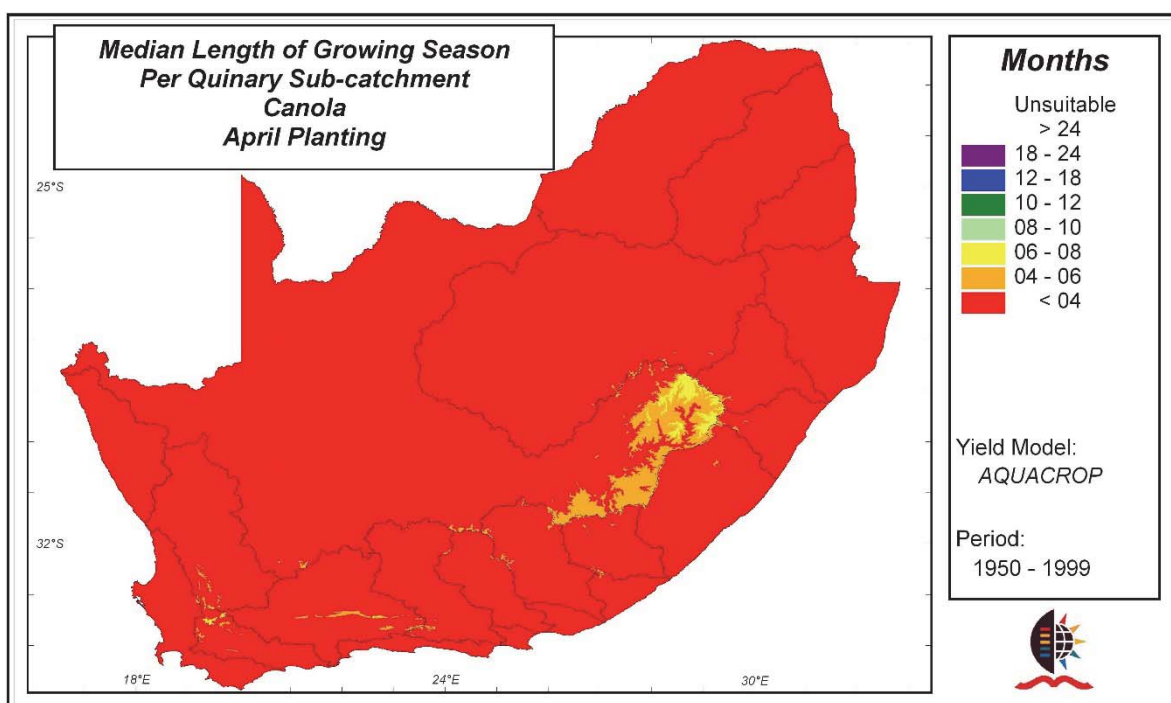 Median Length of Growing Season
Per Quinary Sub-catchment
Canola
April Planting
Months
Unsuitable
> 24
18 - 24
12 - 18
10 - 12
08 - 10
06 - 08
04 - 06
< 04
Yield Model:
AQUACROP
Period:
1950 - 1999
25°S
32°S
18°E
24°E
30°E